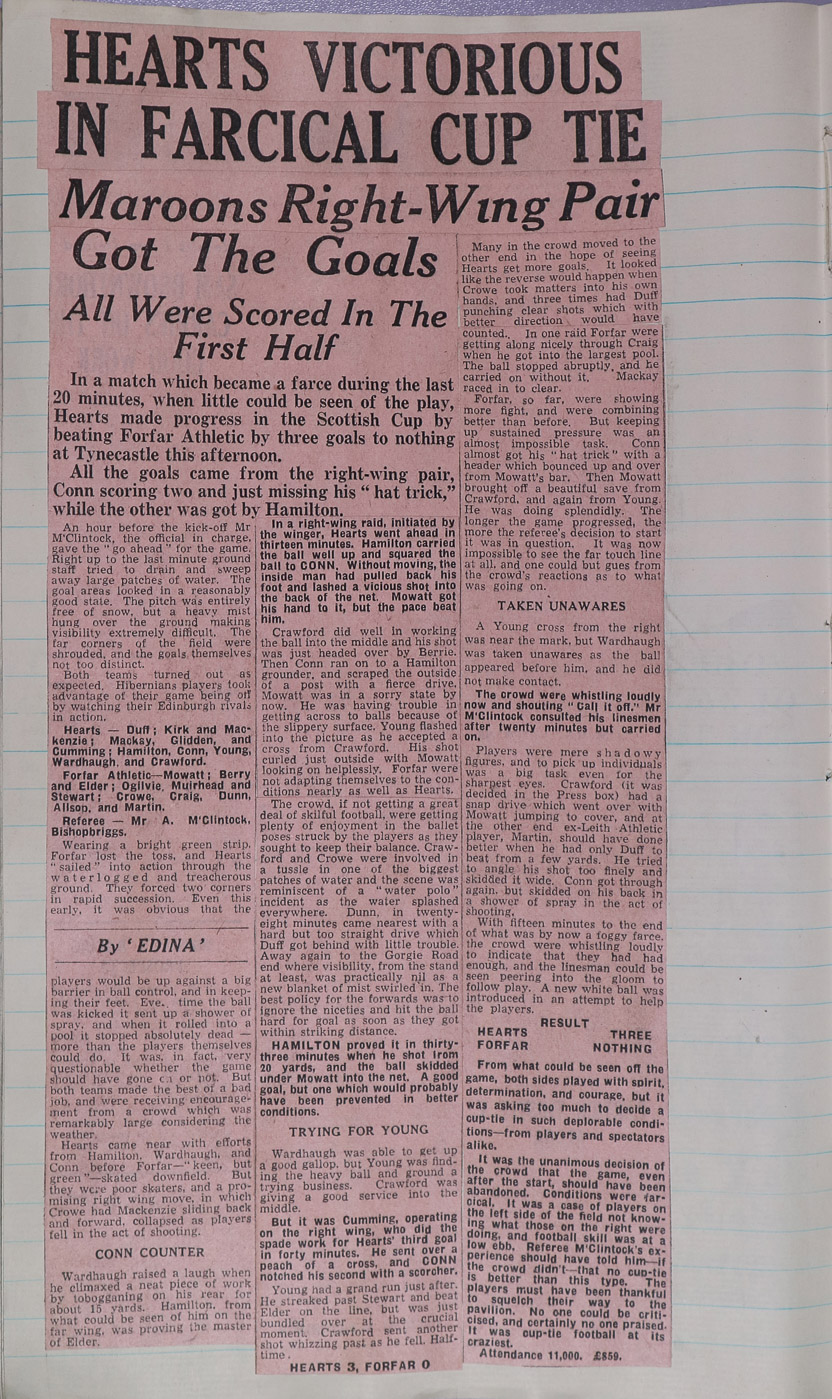 HEARTS VICTORIOUS
IN FARCICAL CUP TIE
Maroons Right-Wing Pair
Got The Goals
All Were Scored In The
First Half
In a match which became a farce during the last
20 minutes, when little could be seen of the play,
Hearts made progress in the Scottish Cup by
beating Forfar Athletic by three goals to nothing
at Tynecastle this afternoon.
All the goals came from the right-wing pair,
Conn scoring two and just missing his "hat trick,"
while the other was got by Hamilton.
An hour before the kick-off Mr
M'Clintock, the official in charge,
gave the "go ahead" for the game.
Right up to the last minute ground
staff tried to drain and sweep
away large patches of water. The
goal areas looked in a reasonably
good state. The pitch was entirely
free of snow, but a heavy mist
hung over the ground making
visibility extremely difficult. The
far corners of the field were
shrouded, and the goals themselves
not too distinct.
Both teams turned out as
expected. Hibernians players took
advantage of their game being off
by watching their Edinburgh rivals
in action.
Hearts — Duff; Kirk and Mac-
kenzie; Mackay, Glidden, and
Cumming; Hamilton, Conn, Young,
Wardhaugh, and Crawford.
Forfar Athletic—Mowatt; Berry
and Elder; Ogilvie, Muirhead and
Stewart; Crowe, Craig, Dunn,
Allson, and Martin.
Referee — Mr A. M'Clintock,
Bishopbriggs.
Wearing a bright green strip,
Forfar lost the toss, and Hearts
"sailed" into action through the
waterlogged and treacherous
ground. They forced two corners
in rapid succession. Even this
early, it was obvious that the
By 'EDINA'
players would be up against a big
barrier in ball control, and in keep-
ing their feet. Eve.. time the ball
was kicked it sent up a shower of
spray, and when it rolled into a
pool it stopped absolutely dead —
more than the players themselves
could do. It was, in fact, very
questionable whether the game
should have gone on or not. But
both teams made the best of a bad
job, and were receiving encourage-
ment from a crowd which was
remarkably large considering the
weather.
Hearts came near with efforts
from Hamilton, Wardhaugh, and
Conn before Forfar—"keen, but
green"—skated downfield. But
they were poor skaters, and a pro-
mising right wing move, in which
Crowe had Mackenzie sliding back
and forward, collapsed as players
fell in the act of shooting.
CONN COUNTER
Wardhaugh raised a laugh when
he climaxed a neat piece of work
by tobogganing on his rear for
about 15 yards. Hamilton, from
what could be seen of him on the
far wing, was proving the master
of Elder.
In a right-wing raid, initiated by
the winger, Hearts went ahead in
thirteen minutes. Hamilton carried
the ball well up and squared the
ball to CONN. Without moving, the
inside man had pulled back his
foot and lashed a vicious shot into
the back of the net. Mowatt got
his hand to it, but the pace beat
him.
Crawford did well in working
the ball into the middle and his shot
was just headed over by Berrie.
Then Conn ran on to a Hamilton
grounder, and scraped the outside
of a post with a fierce drive.
Mowatt was in a sorry state by
now. He was having trouble in
getting across to balls because of
the slippery surface. Young flashed
into the picture as he accepted a
cross from Crawford. His shot
curled just outside with Mowatt
looking on helplessly. Forfar were
not adapting themselves to the con-
ditions nearly as well as Hearts.
The crowd, if not getting a great
deal of skilful football, were getting
plenty of enjoyment in the ballet
poses struck by the players as they
sought to keep their balance. Craw-
ford and Crowe were involved in
a tussle in one of the biggest
patches of water and the scene was
reminiscent of a "water polo"
incident as the water splashed
everywhere. Dunn, in twenty-
eight minutes came nearest with a
hard but too straight drive which
Duff got behind with little trouble.
Away again to the Gorgie Road
end where visibility, from the stand
at least, was practically nil as a
new blanket of mist swirled in. The
best policy for the forwards was to
ignore the niceties and hit the ball
hard for goal as soon as they got
within striking distance.
HAMILTON proved it in thirty-
three minutes when he shot from
20 yards, and the ball skidded
under Mowatt into the net. A good
goal, but one which would probably
have been prevented in better
conditions.
TRYING FOR YOUNG
Wardhaugh was able to get up
a good gallop, but Young was find-
ing the heavy ball and ground a
trying business. Crawford was
giving a good service into the
middle.
But it was Cumming, operating
on the right wing, who did the
spade work for Hearts' third goal
in forty minutes. He sent over a
peach of a cross, and CONN
notched his second with a scorcher.
Young had a grand run just after.
He streaked past Stewart and beat
Elder on the line, but was just
bundled over at the crucial
moment. Crawford sent another
shot whizzing past as he fell. Half-
time.
HEARTS 3, FORFAR 0
Many in the crowd moved to the
other end in the hope of seeing
Hearts get more goals. It looked
like the reverse would happen when
Crowe took matters into his own
hands, and three times had Duff
punching clear shots which with
better direction would have
counted. In one raid Forfar were
getting along nicely through Craig
when he got into the largest pool.
The ball stopped abruptly, and he
carried on without it. Mackay
raced in to clear.
Forfar, so far, were showing
more fight, and were combining
better than before. But keeping
up sustained pressure was an
almost impossible task. Conn
almost got his "hat trick" with a
header which bounced up and over
from Mowatt's bar. Then Mowatt
brought off a beautiful save from
Crawford, and again from Young.
He was doing splendidly. The
longer the game progressed, the
more the referee's decision to start
it was in question. It was now
impossible to see the far touch line
at all, and one could but gues from
the crowd's reactions as to what
was going on.
TAKEN UNAWARES
A Young cross from the right
was near the mark, but Wardhaugh
was taken unawares as the ball
appeared before him, and he did
not make contact.
The crowd were whistling loudly
now and shouting "Call it off." Mr
M'Clintock consulted his linesmen
after twenty minutes but carried
on.
Players were mere shadowy
figures, and to pick up individuals
was a big task even for the
sharpest eyes. Crawford (it was
decided in the Press box) had a
snap drive which went over with
Mowatt jumping to cover, and at
the other end ex-Leith Athletic
player, Martin, should have done
better when he had only Duff to
beat from a few yards. He tried
to angle his shot too finely and
skidded it wide. Conn got through
again, but skidded on his back in
a shower of spray in the act of
shooting.
With fifteen minutes to the end
of what was by now a foggy farce,
the crowd were whistling loudly
to indicate that they had had
enough, and the linesman could be
seen peering into the gloom to
follow play. A new white ball was
introduced in an attempt to help
the players.
RESULT
HEARTS THREE
FORFAR NOTHING
From what could be seen off the
game, both sides played with spirit,
determination, and courage, but it
was asking too much to decide a
cup-tie in such deplorable condi-
tions—from players and spectators
alike.
It was the unanimous decision of
the crowd that the game, even
after the start, should have been
abandoned. Conditions were far-
cical. It was a case of players on
the left side of the field not know-
ing what those on the right were
doing, and football skill was at a
low ebb. Referee M'Clintock's ex-
perience should have told him—if
the crowd didn't—that no cup-tie
is better than this type. The
players must have been thankful
to squelch their way to the
pavilion. No one could be criti-
cised, and certainly no one praised.
It was cup-tie football at its
craziest.
Attendance 11,000. £859.